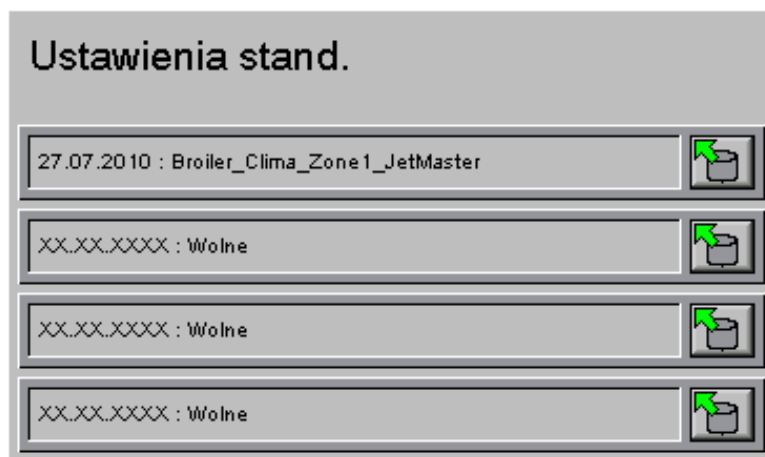 Ustawienia stand.
27.07.2010 : Broiler_Clima_Zone1_JetMaster
XX.XX.XXXX : Wolne
XX.XX.XXXX : Wolne
XX.XX.XXXX : Wolne